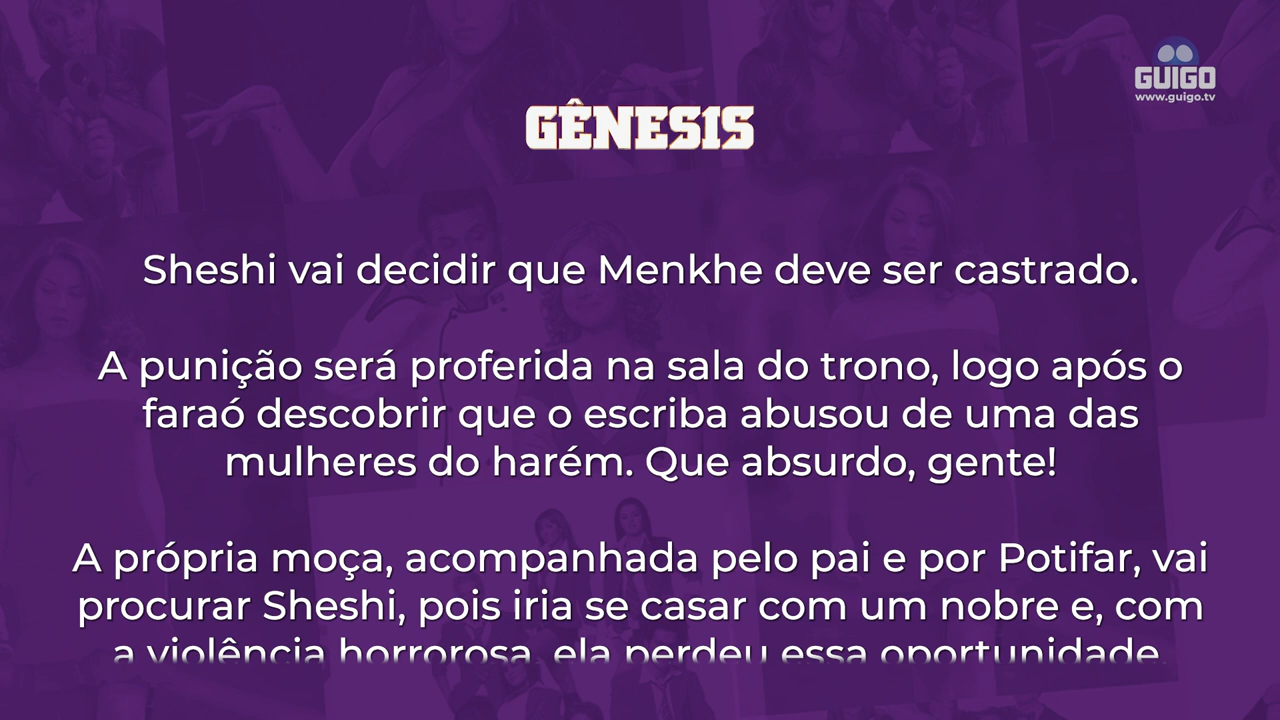 GUIGO
www.guigo.tv
GÊNESIS
Sheshi vai decidir que Menkhe deve ser castrado.
A punição será proferida na sala do trono, logo após o
faraó descobrir que o escriba abusou de uma das
mulheres do harém. Que absurdo, gente!
A própria moça, acompanhada pelo pai e por Potifar, vai
procurar Sheshi, pois iria se casar com um nobre e, com
a violência horrorosa, ela perdeu essa oportunidade.